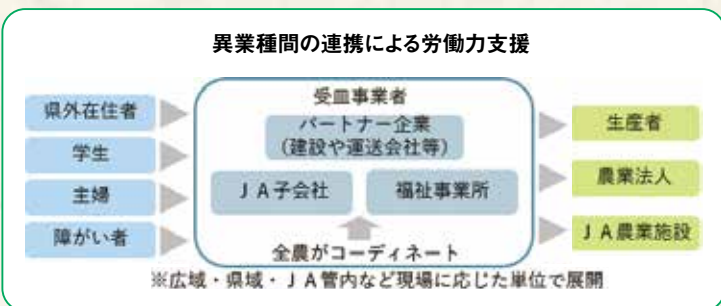 異業種間の連携による労働力支援
県外在住者
学生
主婦
障がい者
受皿事業者
パートナー企業
(建設や運送会社等)
ＪＡ子会社
福祉事業所
全農がコーディネート
生産者
農業法人
ＪＡ農業施設
※広域・県域・ＪＡ管内など現場に応じた単位で展開